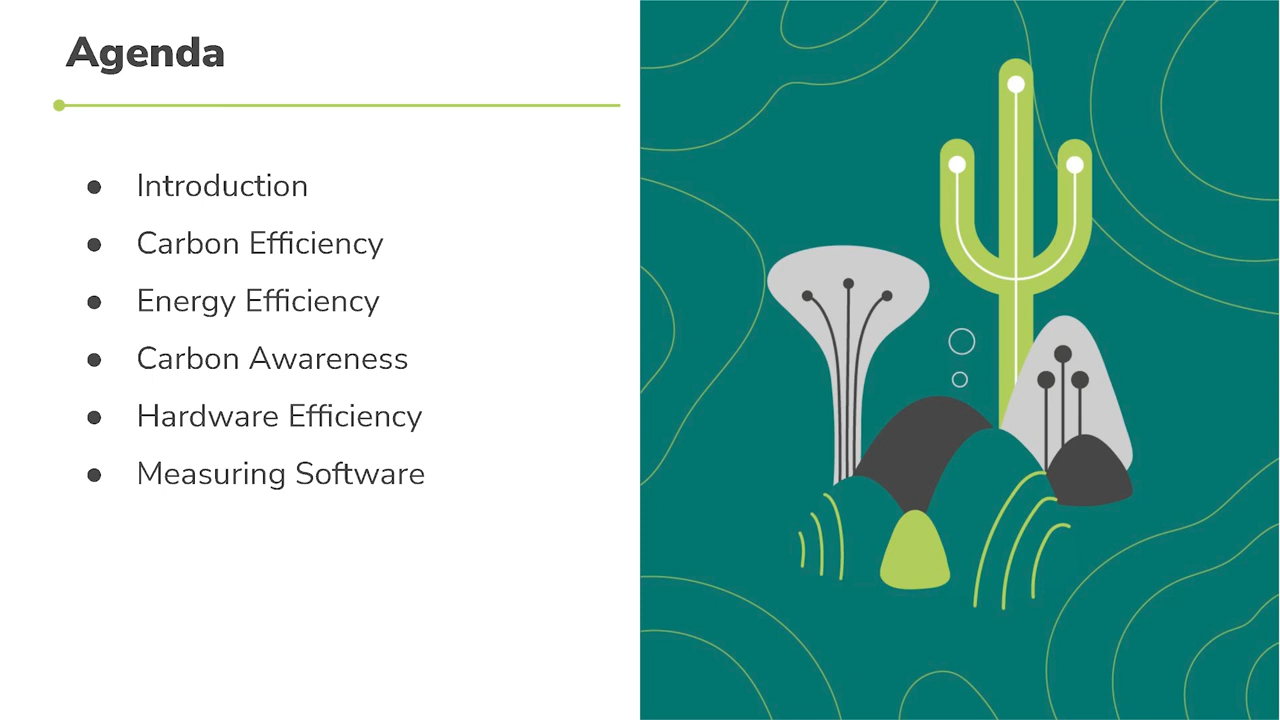 Agenda
● Introduction
● Carbon Efficiency
● Energy Efficiency
● Carbon Awareness
● Hardware Efficiency
● Measuring Software